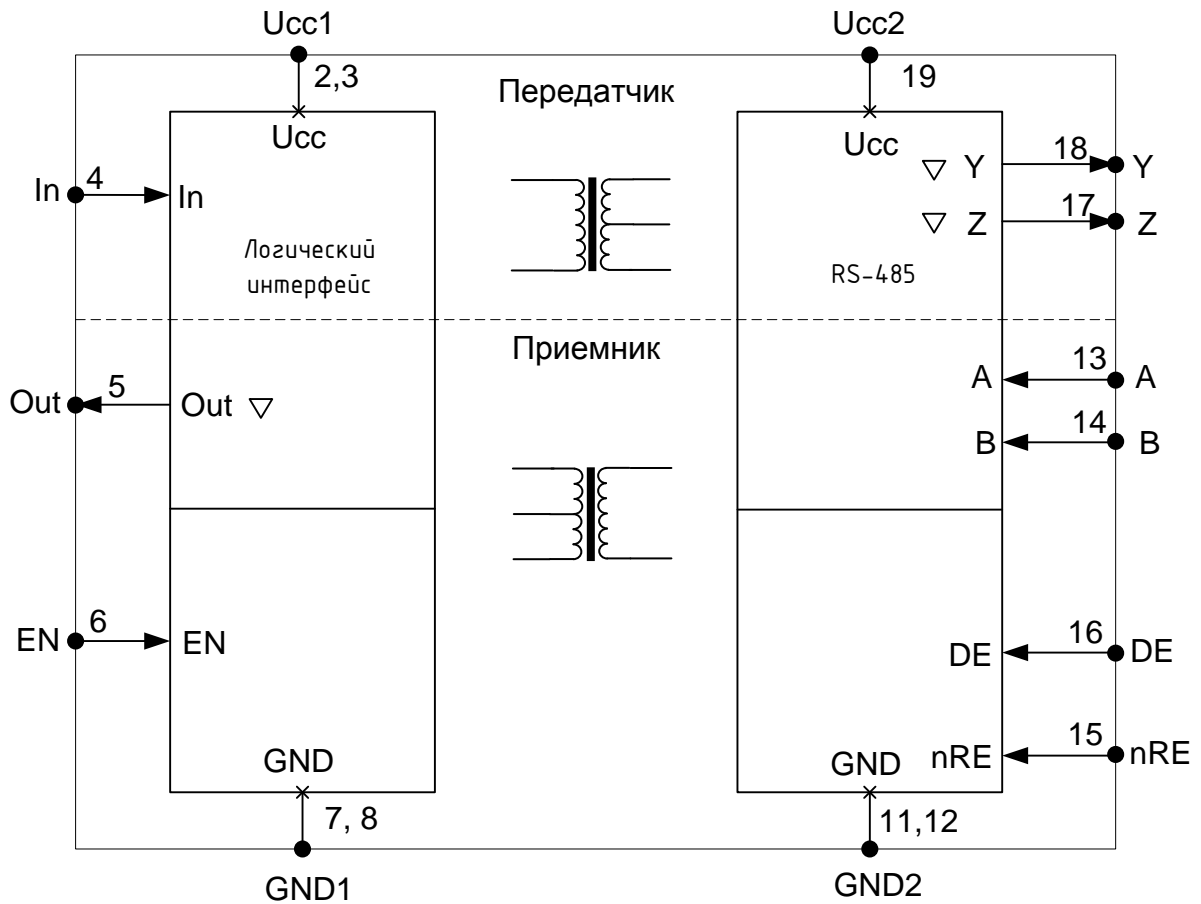 Ucc1
Ucc2
2,3
19
Передатчик
Ucc
Ucc
In
4
In
Y
18
Y
Z
17
Z
Логический
интерфейс
RS-485
Приемник
Out
5
Out
A
13
A
B
14
B
EN
6
EN
DE
16
DE
nRE
15
nRE
GND
GND
7, 8
11,12
GND1
GND2